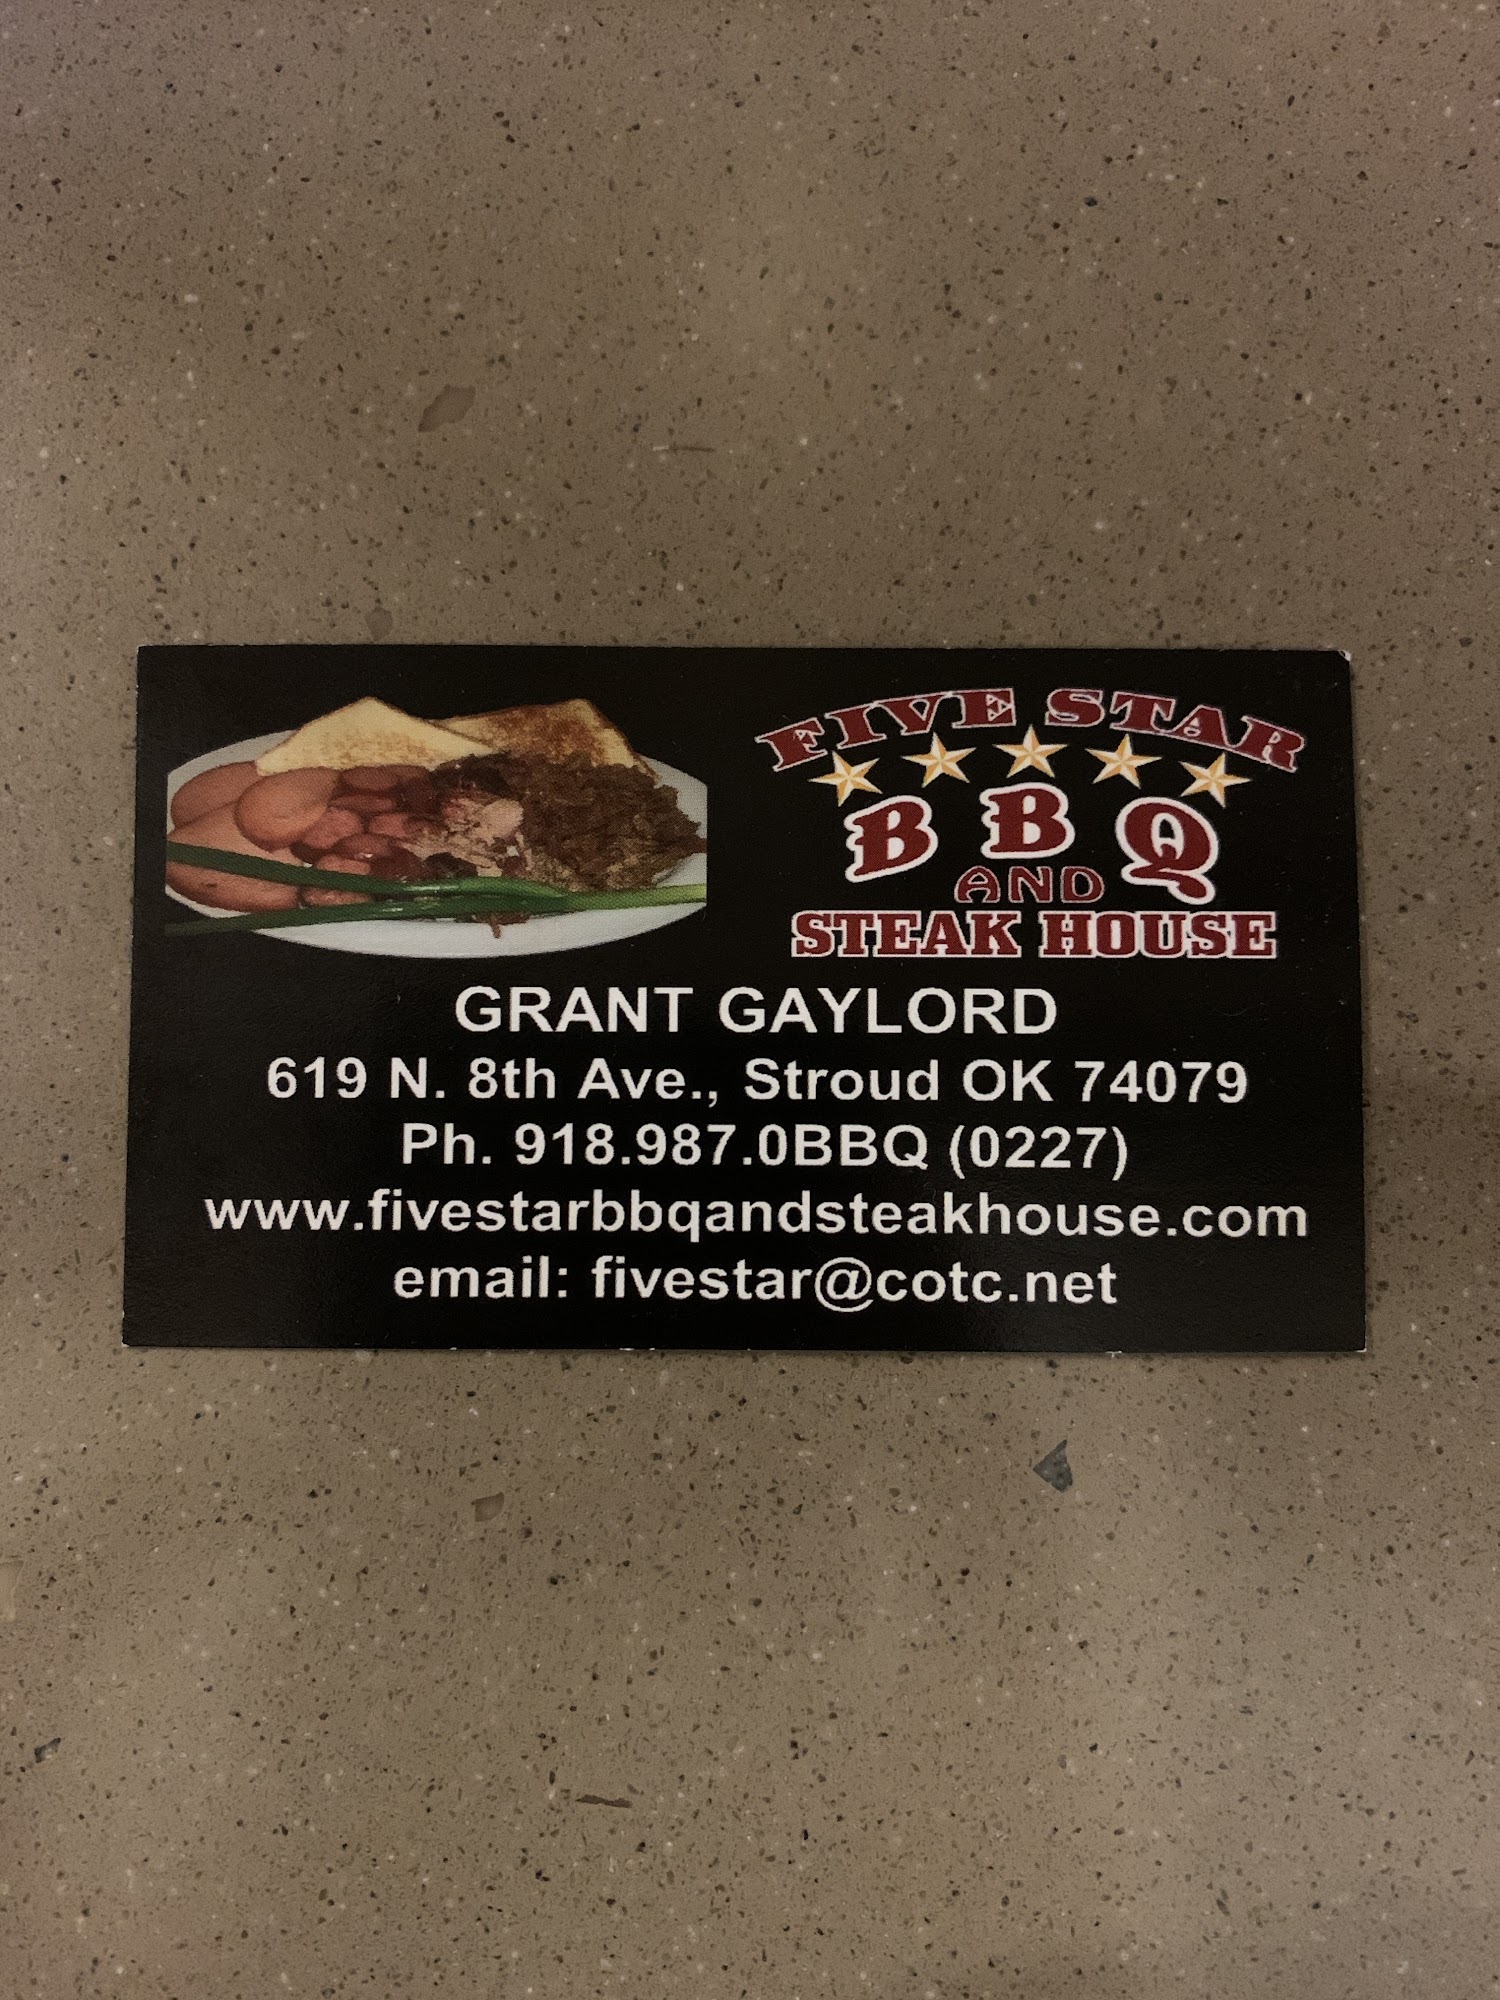 FIVE STAR
BBQ
AND
STEAK HOUSE
GRANT GAYLORD
619 N. 8th Ave., Stroud OK 74079
Ph. 918.987.0BBQ (0227)
www.fivestarbbqandsteakhouse.com
email: fivestar@cotc.net